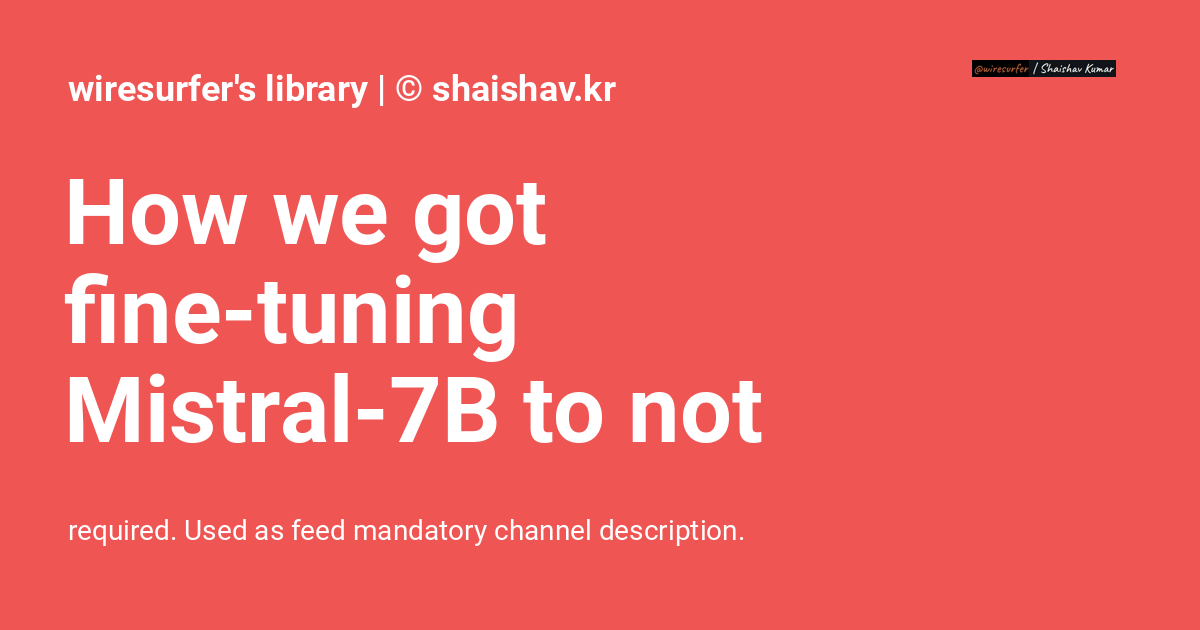 wiresurfer's library | © shaishav.kr
@wiresurfer | Shaishav Kumar
How we got
fine-tuning
Mistral-7B to not
required. Used as feed mandatory channel description.